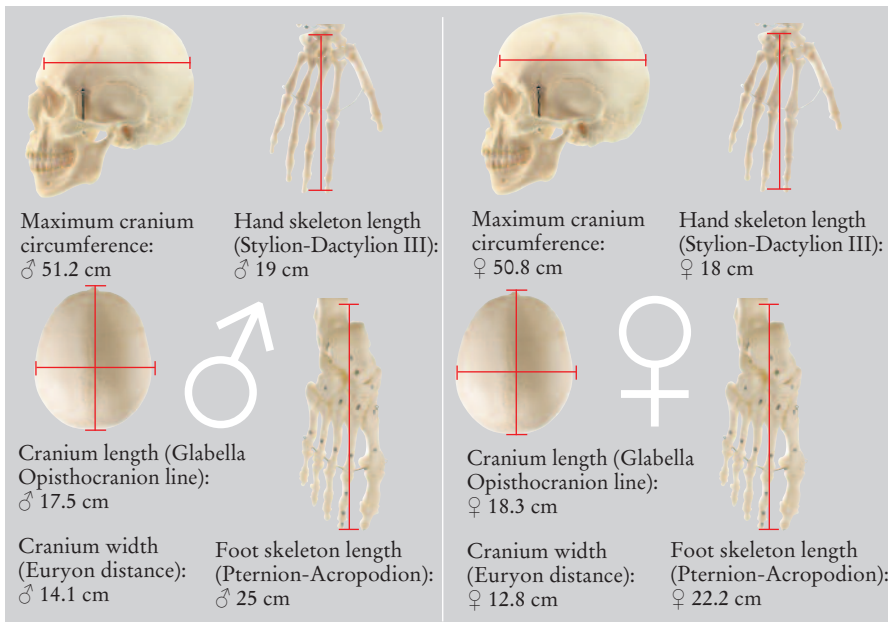 Maximum cranium
circumference:
♂ 51.2 cm
Hand skeleton length
(Stylion-Dactylion III):
♂ 19 cm
Cranium length (Glabella
Opisthocranion line):
♂ 17.5 cm
Cranium width
(Euryon distance):
♂ 14.1 cm
Foot skeleton length
(Pternion-Acropodion):
♂ 25 cm
Maximum cranium
circumference:
♀ 50.8 cm
Hand skeleton length
(Stylion-Dactylion III):
♀ 18 cm
Cranium length (Glabella
Opisthocranion line):
♀ 18.3 cm
Cranium width
(Euryon distance):
♀ 12.8 cm
Foot skeleton length
(Pternion-Acropodion):
♀ 22.2 cm